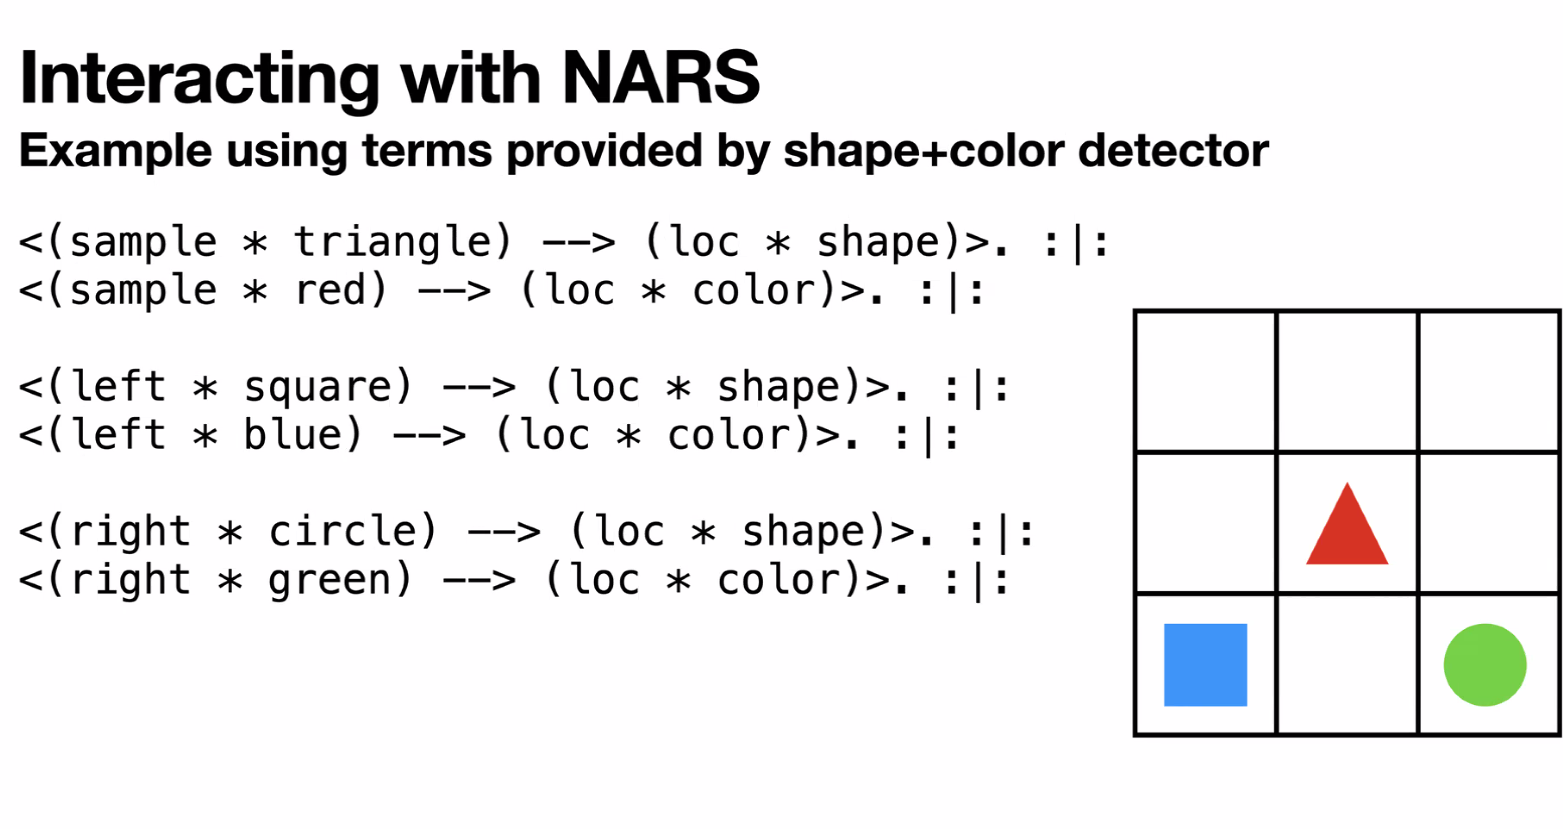 Interacting with NARS
Example using terms provided by shape+color detector
<(sample * triangle) --> (loc * shape)>. :|:
<(sample * red) --> (loc * color)>. :|:
<(left * square) --> (loc * shape)>. :|:
<(left * blue) --> (loc * color)>. :|:
<(right * circle) --> (loc * shape)>. :|:
<(right * green) --> (loc * color)>. :|: